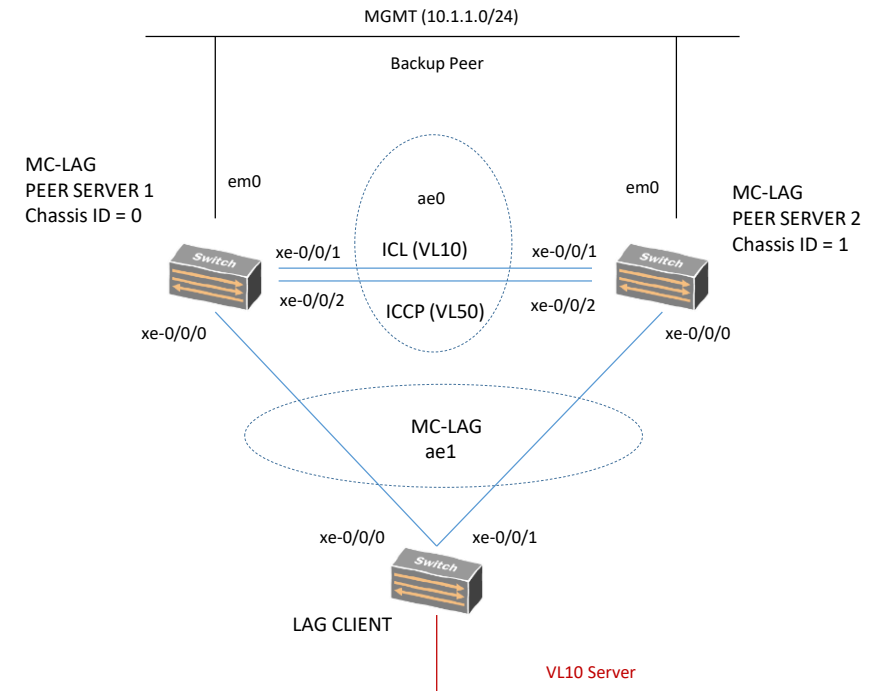 MGMT (10.1.1.0/24)
Backup Peer
MC-LAG
PEER SERVER 1
Chassis ID = 0
em0
ae0
em0
MC-LAG
PEER SERVER 2
Chassis ID = 1
Switch
xe-0/0/1
ICL (VL10)
xe-0/0/1
Switch
xe-0/0/2
ICCP (VL50)
xe-0/0/2
xe-0/0/0
xe-0/0/0
MC-LAG
ae1
xe-0/0/0
xe-0/0/1
Switch
LAG CLIENT
VL10 Server